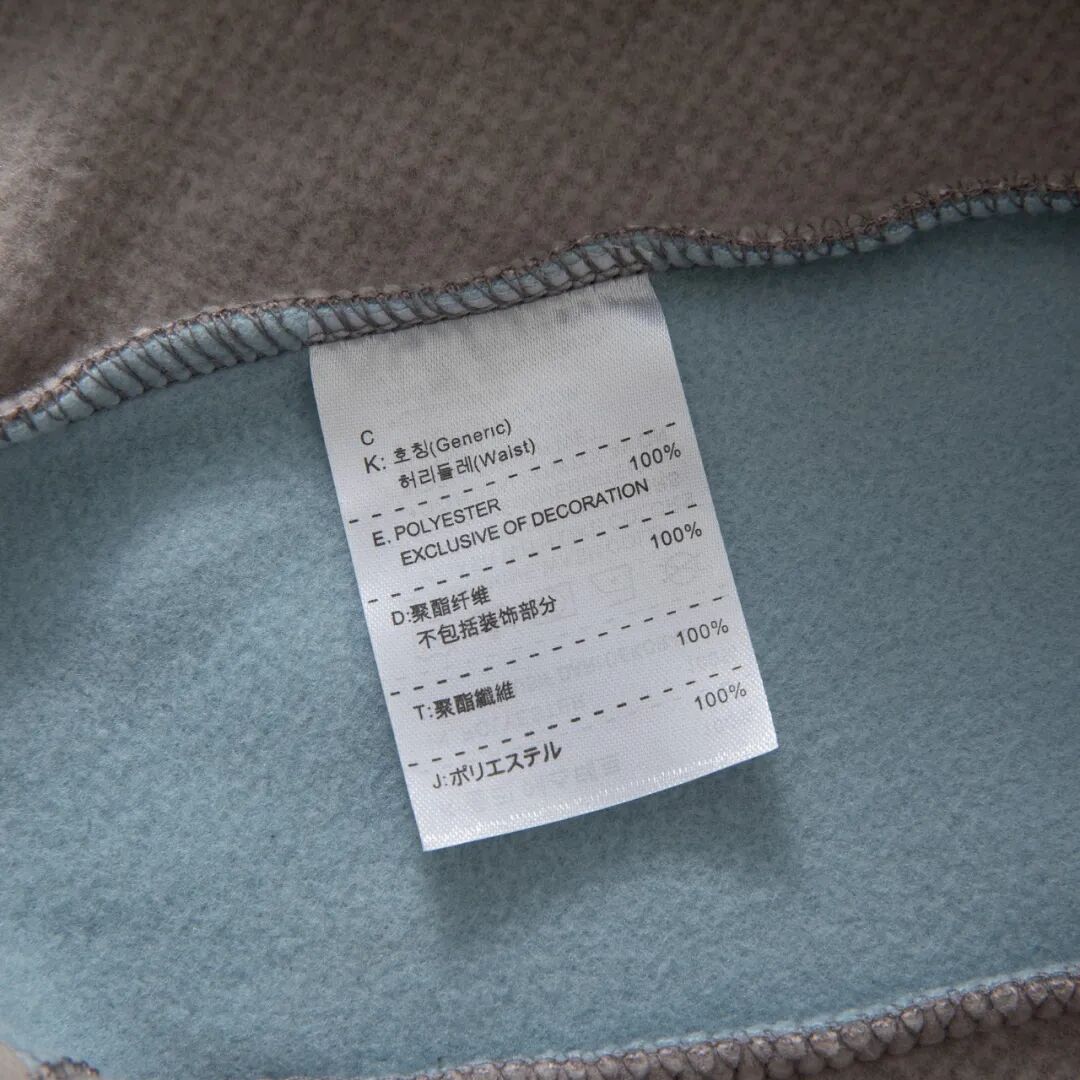 C
K: 호칭(Generic)
허리둘레(Waist)
E. POLYESTER 100%
EXCLUSIVE OF DECORATION
D:聚酯纤维 100%
不包括装饰部分
T:聚酯纖維 100%
J:ポリエステル 100%